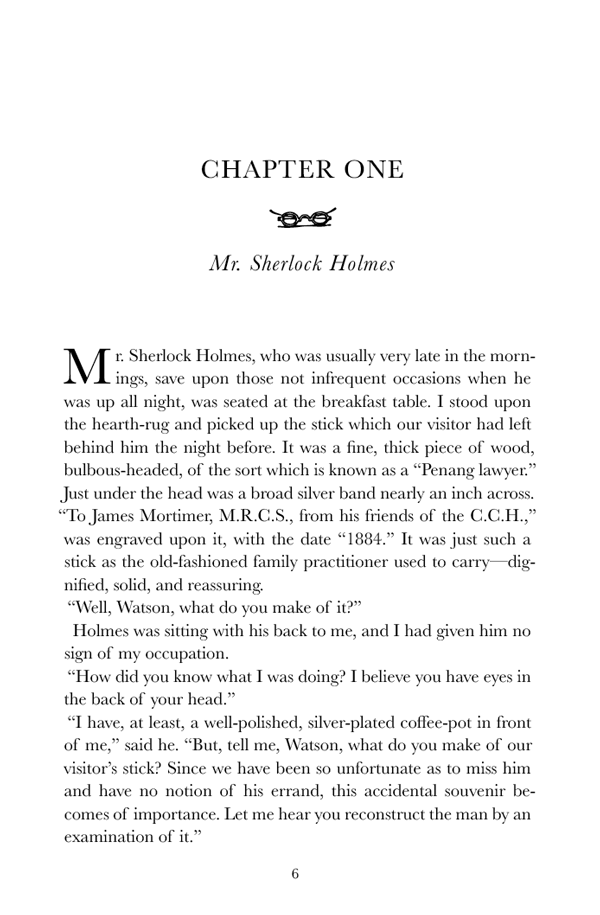 CHAPTER ONE
Mr. Sherlock Holmes
Mr. Sherlock Holmes, who was usually very late in the morn-
ings, save upon those not infrequent occasions when he
was up all night, was seated at the breakfast table. I stood upon
the hearth-rug and picked up the stick which our visitor had left
behind him the night before. It was a fine, thick piece of wood,
bulbous-headed, of the sort which is known as a “Penang lawyer.”
Just under the head was a broad silver band nearly an inch across.
“To James Mortimer, M.R.C.S., from his friends of the C.C.H.,”
was engraved upon it, with the date “1884.” It was just such a
stick as the old-fashioned family practitioner used to carry—dig-
nified, solid, and reassuring.
“Well, Watson, what do you make of it?”
Holmes was sitting with his back to me, and I had given him no
sign of my occupation.
“How did you know what I was doing? I believe you have eyes in
the back of your head.”
“I have, at least, a well-polished, silver-plated coffee-pot in front
of me,” said he. “But, tell me, Watson, what do you make of our
visitor’s stick? Since we have been so unfortunate as to miss him
and have no notion of his errand, this accidental souvenir be-
comes of importance. Let me hear you reconstruct the man by an
examination of it.”
6